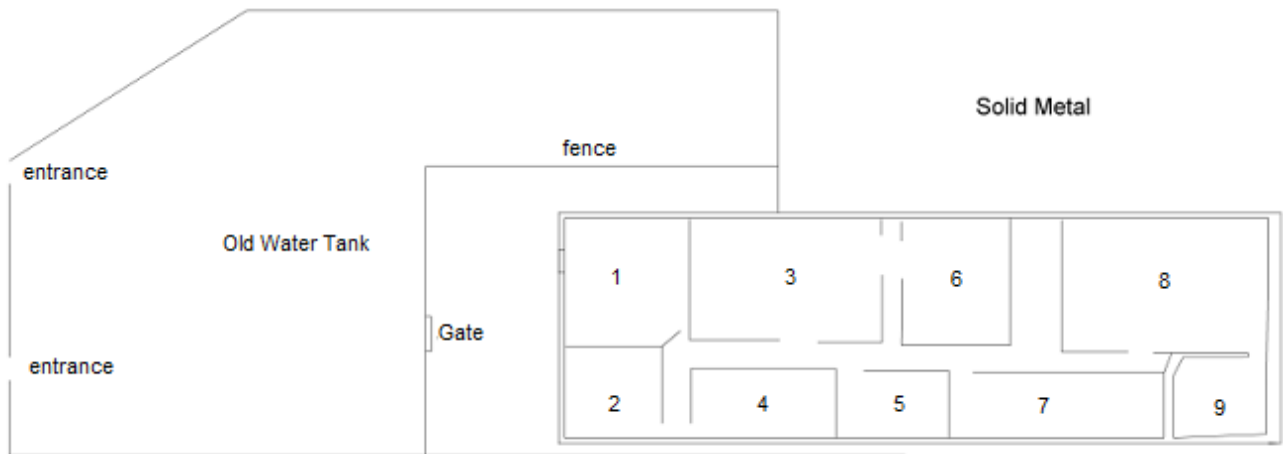 Solid Metal
fence
entrance
Old Water Tank
1
3
6
8
Gate
entrance
2
4
5
7
9